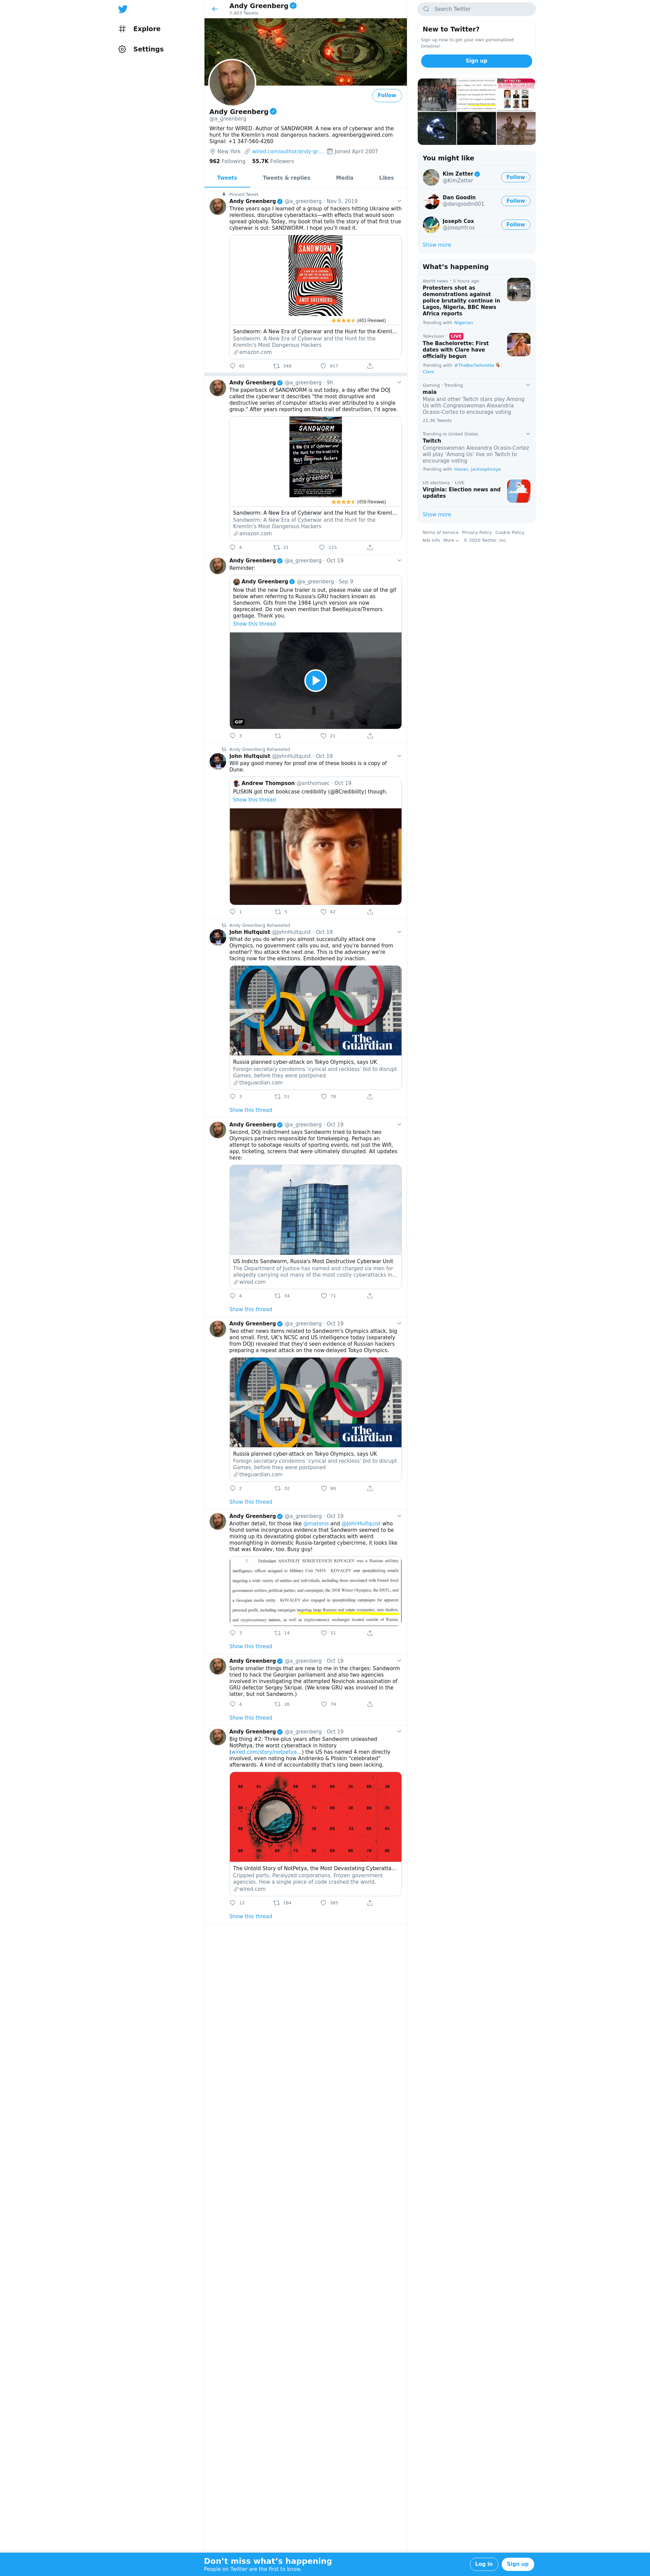 Explore
Settings
Andy Greenberg
7,403 Tweets
Follow
Andy Greenberg
@a_greenberg
Writer for WIRED. Author of SANDWORM: A new era of cyberwar and the
hunt for the Kremlin's most dangerous hackers. agreenberg@wired.com
Signal: +1 347-560-4260
New York wired.com/author/andy-gr… Joined April 2007
962 Following 55.7K Followers
Tweets Tweets & replies Media Likes
Pinned Tweet
Andy Greenberg @a_greenberg · Nov 5, 2019
Three years ago I learned of a group of hackers hitting Ukraine with
relentless, disruptive cyberattacks—with effects that would soon
spread globally. Today, my book that tells the story of that first true
cyberwar is out: SANDWORM. I hope you'll read it.
SANDWORM
ANDY GREENBERG
(463 Reviews)
Sandworm: A New Era of Cyberwar and the Hunt for the Kreml…
Sandworm: A New Era of Cyberwar and the Hunt for the
Kremlin's Most Dangerous Hackers
amazon.com
65 348 917
Andy Greenberg @a_greenberg · 9h
The paperback of SANDWORM is out today, a day after the DOJ
called the cyberwar it describes "the most disruptive and
destructive series of computer attacks ever attributed to a single
group." After years reporting on that trail of destruction, I'd agree.
SANDWORM
A New Era of Cyberwar
and the Hunt for the Kremlin's
Most Dangerous Hackers
andy greenberg
(459 Reviews)
Sandworm: A New Era of Cyberwar and the Hunt for the Kreml…
Sandworm: A New Era of Cyberwar and the Hunt for the
Kremlin's Most Dangerous Hackers
amazon.com
4 21 115
Andy Greenberg @a_greenberg · Oct 19
Reminder:
Andy Greenberg @a_greenberg · Sep 9
Now that the new Dune trailer is out, please make use of the gif
below when referring to Russia's GRU hackers known as
Sandworm. Gifs from the 1984 Lynch version are now
deprecated. Do not even mention that Beetlejuice/Tremors
garbage. Thank you.
Show this thread
GIF
3 21
Andy Greenberg Retweeted
John Hultquist @JohnHultquist · Oct 19
Will pay good money for proof one of these books is a copy of
Dune.
Andrew Thompson @anthomsec · Oct 19
PLISKIN got that bookcase credibility (@BCredibility) though.
Show this thread
1 5 42
Andy Greenberg Retweeted
John Hultquist @JohnHultquist · Oct 19
What do you do when you almost successfully attack one
Olympics, no government calls you out, and you're banned from
another? You attack the next one. This is the adversary we're
facing now for the elections. Emboldened by inaction.
The
Guardian
Russia planned cyber-attack on Tokyo Olympics, says UK
Foreign secretary condemns 'cynical and reckless' bid to disrupt
Games, before they were postponed
theguardian.com
3 51 78
Show this thread
Andy Greenberg @a_greenberg · Oct 19
Second, DOJ indictment says Sandworm tried to breach two
Olympics partners responsible for timekeeping. Perhaps an
attempt to sabotage results of sporting events, not just the Wifi,
app, ticketing, screens that were ultimately disrupted. All updates
here:
US Indicts Sandworm, Russia's Most Destructive Cyberwar Unit
The Department of Justice has named and charged six men for
allegedly carrying out many of the most costly cyberattacks in…
wired.com
4 34 71
Show this thread
Andy Greenberg @a_greenberg · Oct 19
Two other news items related to Sandworm's Olympics attack, big
and small. First, UK's NCSC and US intelligence today (separately
from DOJ) revealed that they'd seen evidence of Russian hackers
preparing a repeat attack on the now-delayed Tokyo Olympics.
The
Guardian
Russia planned cyber-attack on Tokyo Olympics, says UK
Foreign secretary condemns 'cynical and reckless' bid to disrupt
Games, before they were postponed
theguardian.com
2 32 60
Show this thread
Andy Greenberg @a_greenberg · Oct 19
Another detail, for those like @matonis and @JohnHultquist who
found some incongruous evidence that Sandworm seemed to be
mixing up its devastating global cyberattacks with weird
moonlighting in domestic Russia-targeted cybercrime, it looks like
that was Kovalev, too. Busy guy!
7. Defendant ANATOLIY SERGEYEVICH KOVALEV was a Russian military
intelligence officer assigned to Military Unit 74455. KOVALEV sent spearphishing emails
targeting a wide variety of entities and individuals, including those associated with French local
government entities, political parties, and campaigns; the 2018 Winter Olympics; the DSTL; and
a Georgian media entity. KOVALEV also engaged in spearphishing campaigns for apparent
personal profit, including campaigns targeting large Russian real estate companies, auto dealers,
and cryptocurrency miners, as well as cryptocurrency exchanges located outside of Russia.
3 14 51
Show this thread
Andy Greenberg @a_greenberg · Oct 19
Some smaller things that are new to me in the charges: Sandworm
tried to hack the Georgian parliament and also two agencies
involved in investigating the attempted Novichok assassination of
GRU defector Sergey Skripal. (We knew GRU was involved in the
latter, but not Sandworm.)
4 26 79
Show this thread
Andy Greenberg @a_greenberg · Oct 19
Big thing #2: Three-plus years after Sandworm unleashed
NotPetya, the worst cyberattack in history
(wired.com/story/notpetya…) the US has named 4 men directly
involved, even noting how Andrienko & Pliskin "celebrated"
afterwards. A kind of accountability that's long been lacking.
The Untold Story of NotPetya, the Most Devastating Cyberatta…
Crippled ports. Paralyzed corporations. Frozen government
agencies. How a single piece of code crashed the world.
wired.com
12 184 385
Show this thread
Search Twitter
New to Twitter?
Sign up now to get your own personalized
timeline!
Sign up
You might like
Kim Zetter
@KimZetter
Follow
Dan Goodin
@dangoodin001
Follow
Joseph Cox
@josephfcox
Follow
Show more
What's happening
World news · 5 hours ago
Protesters shot as
demonstrations against
police brutality continue in
Lagos, Nigeria, BBC News
Africa reports
Trending with Nigerian
Television · LIVE
The Bachelorette: First
dates with Clare have
officially begun
Trending with #TheBachelorette,
Clare
Gaming · Trending
maia
Maia and other Twitch stars play Among
Us with Congresswoman Alexandria
Ocasio-Cortez to encourage voting
21.3K Tweets
Trending in United States
Twitch
Congresswoman Alexandria Ocasio-Cortez
will play 'Among Us' live on Twitch to
encourage voting
Trending with Hasan, jacksepticeye
US elections · LIVE
Virginia: Election news and
updates
Show more
Terms of Service Privacy Policy Cookie Policy
Ads info More © 2020 Twitter, Inc.
Don't miss what's happening
People on Twitter are the first to know.
Log in
Sign up